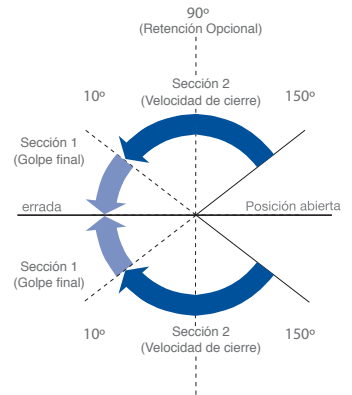 90º
(Retención Opcional)
Sección 2
(Velocidad de cierre)
10º
150º
Sección 1
(Golpe final)
errada
Posición abierta
Sección 1
(Golpe final)
10º
150º
Sección 2
(Velocidad de cierre)